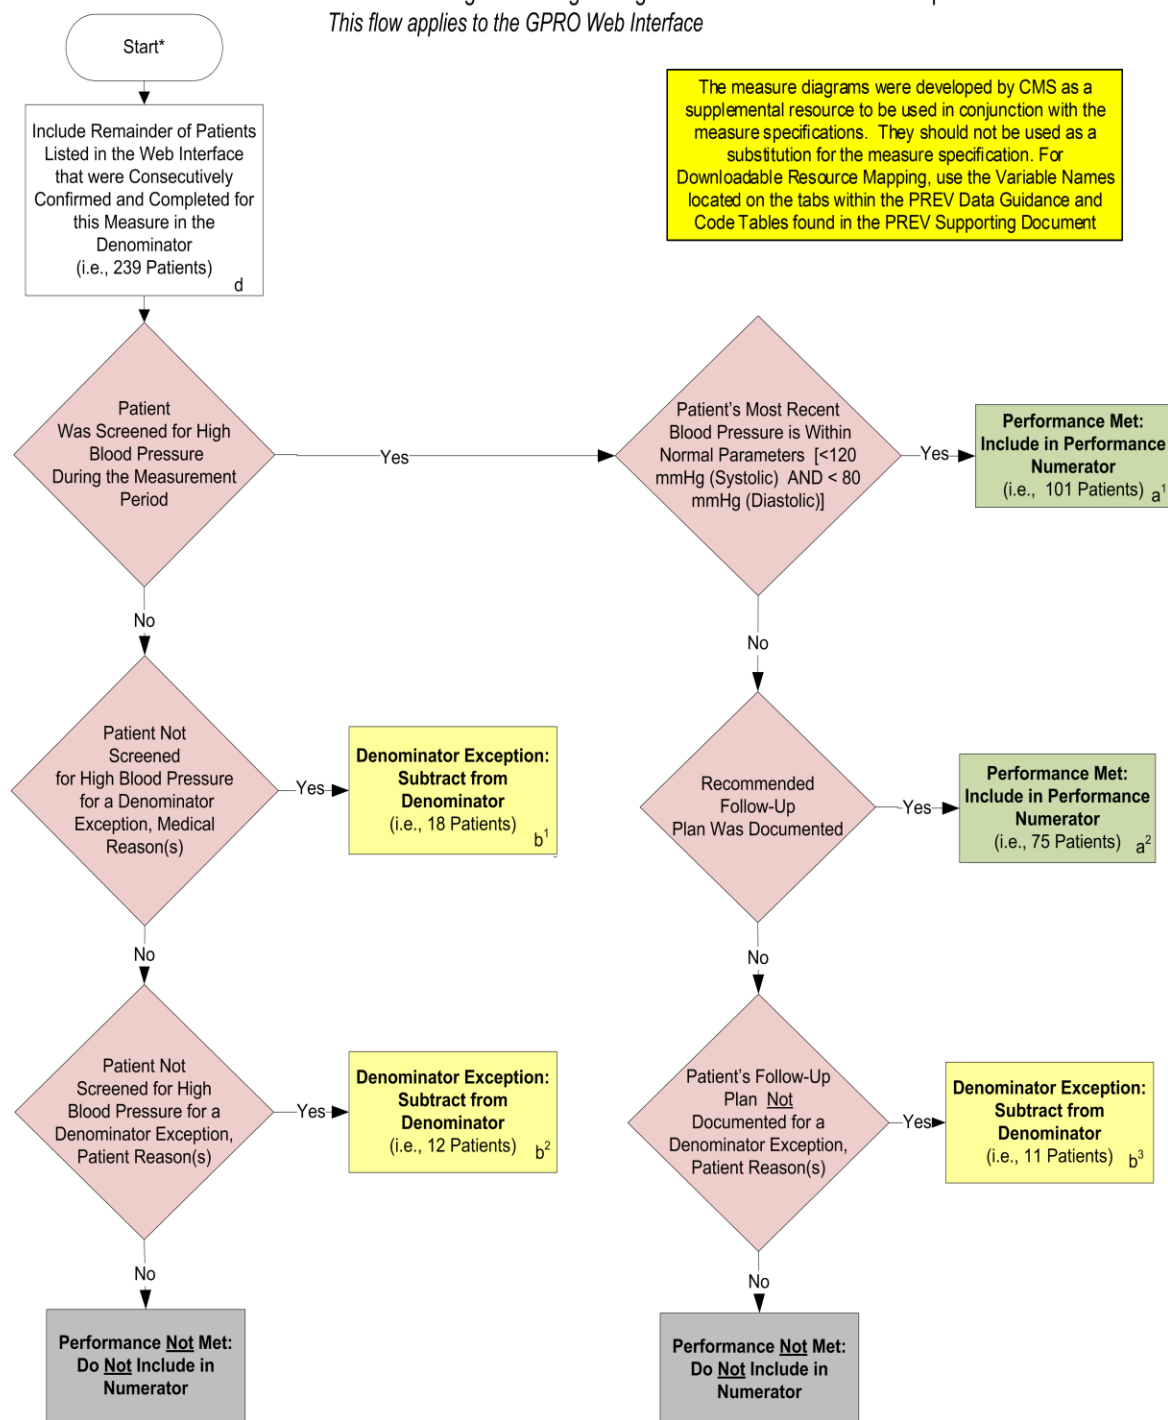 This flow applies to the GPRO Web Interface
Start*
The measure diagrams were developed by CMS as a
supplemental resource to be used in conjunction with the
measure specifications. They should not be used as a
substitution for the measure specification. For
Downloadable Resource Mapping, use the Variable Names
located on the tabs within the PREV Data Guidance and
Code Tables found in the PREV Supporting Document
Include Remainder of Patients
Listed in the Web Interface
that were Consecutively
Confirmed and Completed for
this Measure in the
Denominator
(i.e., 239 Patients)
d
Patient
Was Screened for High
Blood Pressure
During the Measurement
Period
Yes
Patient's Most Recent
Blood Pressure is Within
Normal Parameters [<120
mmHg (Systolic) AND < 80
mmHg (Diastolic)]
Yes
Performance Met:
Include in Performance
Numerator
(i.e., 101 Patients) a¹
No
No
Patient Not
Screened
for High Blood Pressure
for a Denominator
Exception, Medical
Reason(s)
Yes
Denominator Exception:
Subtract from
Denominator
(i.e., 18 Patients)
b¹
Recommended
Follow-Up
Plan Was Documented
Yes
Performance Met:
Include in Performance
Numerator
(i.e., 75 Patients) a²
No
No
Patient Not
Screened for High
Blood Pressure for a
Denominator Exception,
Patient Reason(s)
Yes
Denominator Exception:
Subtract from
Denominator
(i.e., 12 Patients) b²
Patient's Follow-Up
Plan Not
Documented for a
Denominator Exception,
Patient Reason(s)
Yes
Denominator Exception:
Subtract from
Denominator
(i.e., 11 Patients) b³
No
No
Performance Not Met:
Do Not Include in
Numerator
Performance Not Met:
Do Not Include in
Numerator